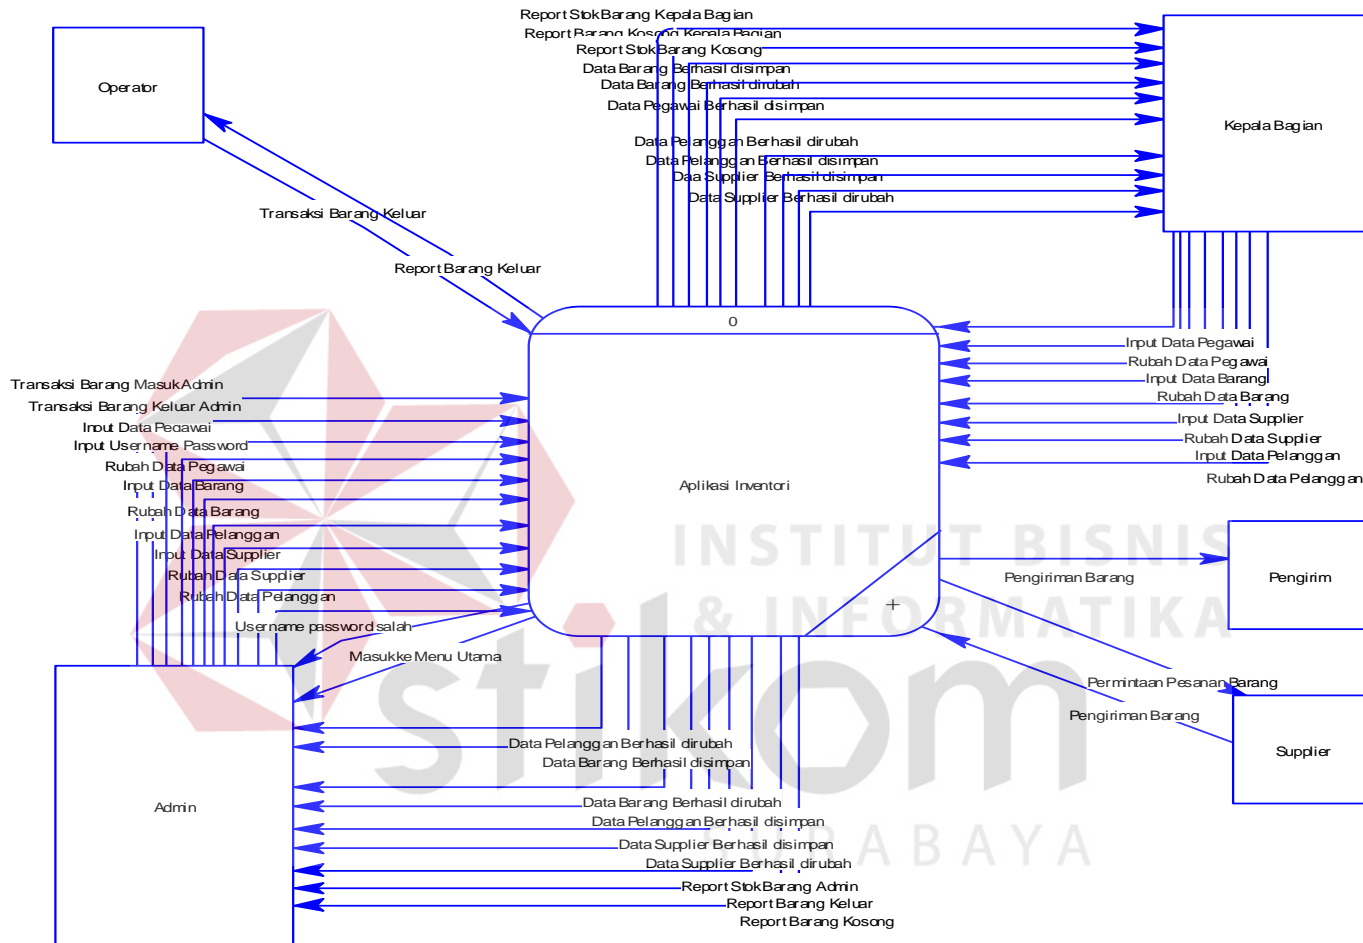 Report Stok Barang Kepala Bagian
Report Barang Kosong Kepala Bagian
Report Stok Barang Kosong
Data Barang Berhasil disimpan
Data Barang Berhasil dirubah
Data Pegawai Berhasil disimpan
Data Pelanggan Berhasil dirubah
Data Pelanggan Berhasil disimpan
Daa Supplier Berhasil disimpan
Data Supplier Berhasil dirubah
Operator
Kepala Bagian
Transaksi Barang Keluar
Report Barang Keluar
0
Aplikasi Inventori
+
Input Data Pegawai
Rubah Data Pegawai
Input Data Barang
Rubah Data Barang
Input Data Supplier
Rubah Data Supplier
Input Data Pelanggan
Rubah Data Pelanggan
Transaksi Barang Masuk Admin
Transaksi Barang Keluar Admin
Input Data Pegawai
Input Username Password
Rubah Data Pegawai
Input Data Barang
Rubah Data Barang
Input Data Pelanggan
Input Data Supplier
Rubah Data Supplier
Rubah Data Pelanggan
Username password salah
Masuk ke Menu Utama
Pengiriman Barang
Pengirim
Permintaan Pesanan Barang
Pengiriman Barang
Supplier
Admin
Data Pelanggan Berhasil dirubah
Data Barang Berhasil disimpan
Data Barang Berhasil dirubah
Data Pelanggan Berhasil disimpan
Data Supplier Berhasil disimpan
Data Supplier Berhasil dirubah
Report Stok Barang Admin
Report Barang Keluar
Report Barang Kosong
INSTITUT BISNIS
& INFORMATIKA
stikom
SURABAYA